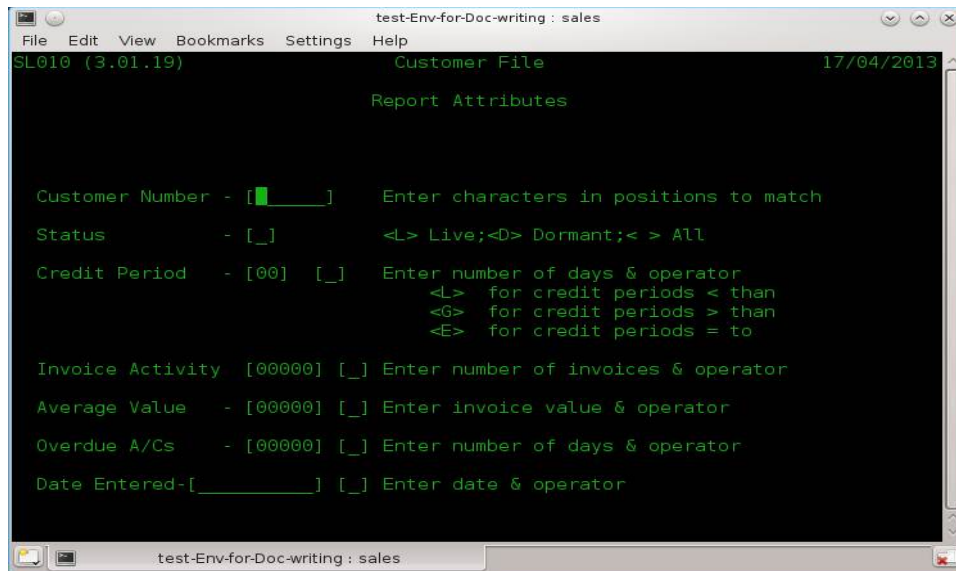 test-Env-for-Doc-writing : sales
File Edit View Bookmarks Settings Help
SL010 (3.01.19) Customer File 17/04/2013
Report Attributes
Customer Number - [______] Enter characters in positions to match
Status - [_] <L> Live;<D> Dormant;< > All
Credit Period - [00] [_] Enter number of days & operator
<L> for credit periods < than
<G> for credit periods > than
<E> for credit periods = to
Invoice Activity [00000] [_] Enter number of invoices & operator
Average Value - [00000] [_] Enter invoice value & operator
Overdue A/Cs - [00000] [_] Enter number of days & operator
Date Entered-[__________] [_] Enter date & operator
test-Env-for-Doc-writing : sales